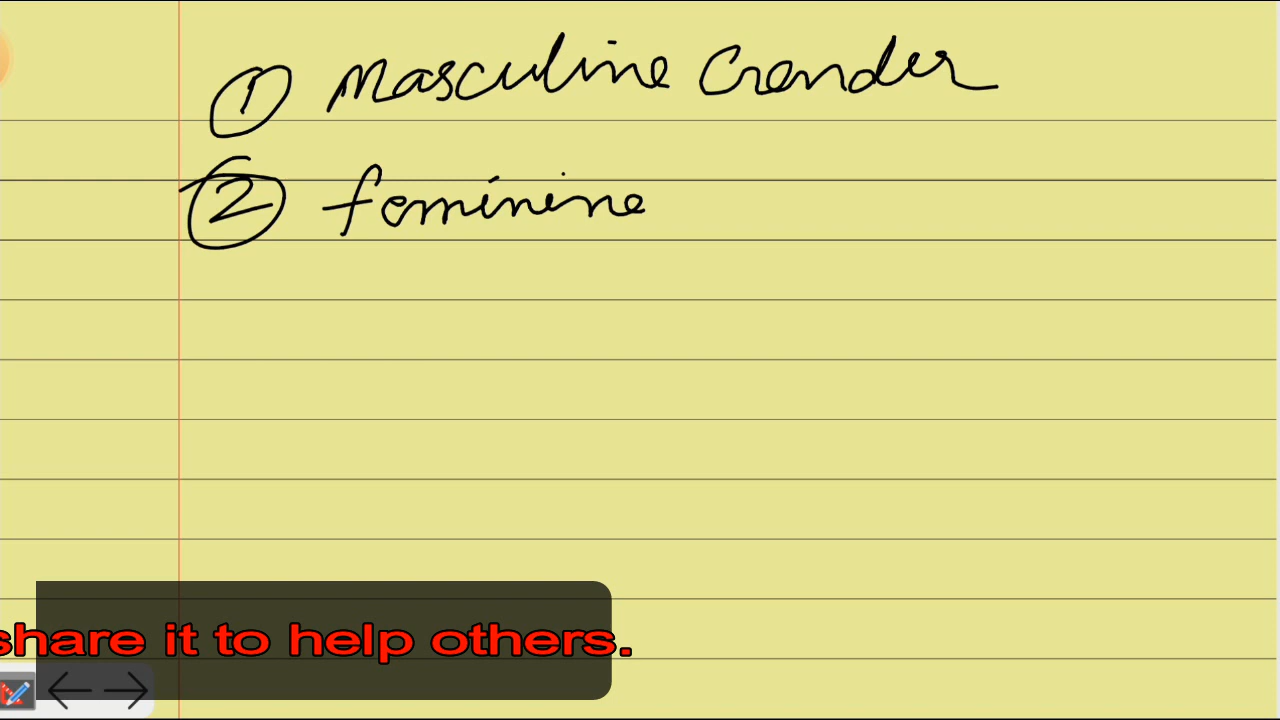 ① Masculine Gender
② feminine
share it to help others.